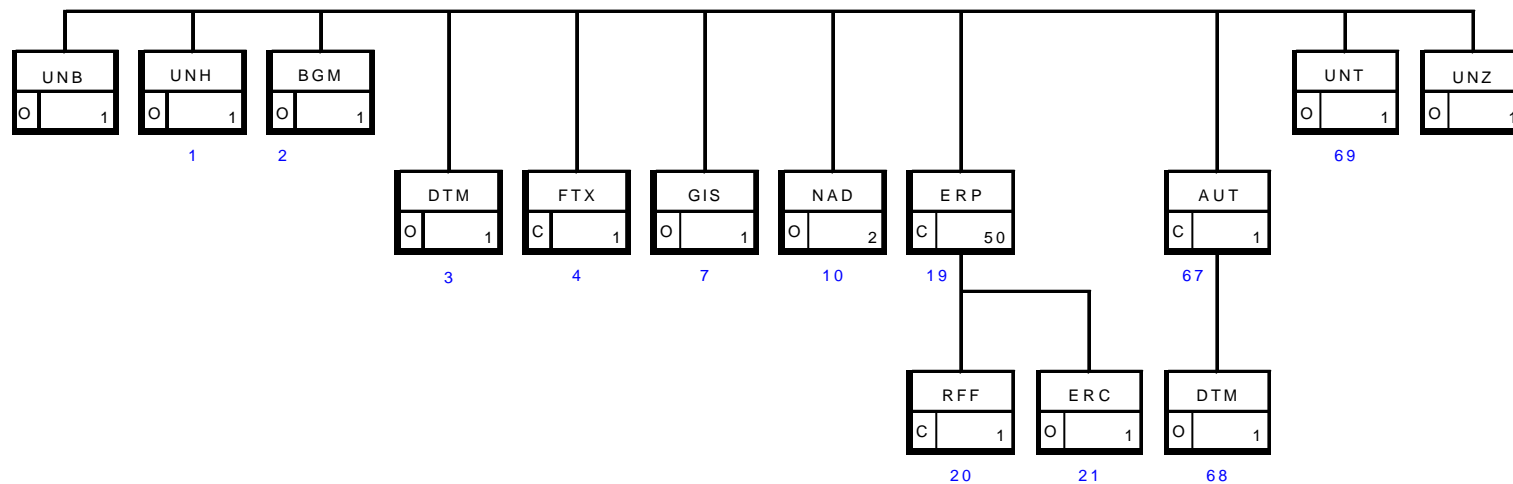 UNB UNH BGM UNT UNZ
O 1 O 1 O 1 O 1 O 1
1 2 69
DTM FTX GIS NAD ERP AUT
O 1 C 1 O 1 O 2 C 50 C 1
3 4 7 10 19 67
RFF ERC DTM
C 1 O 1 O 1
20 21 68